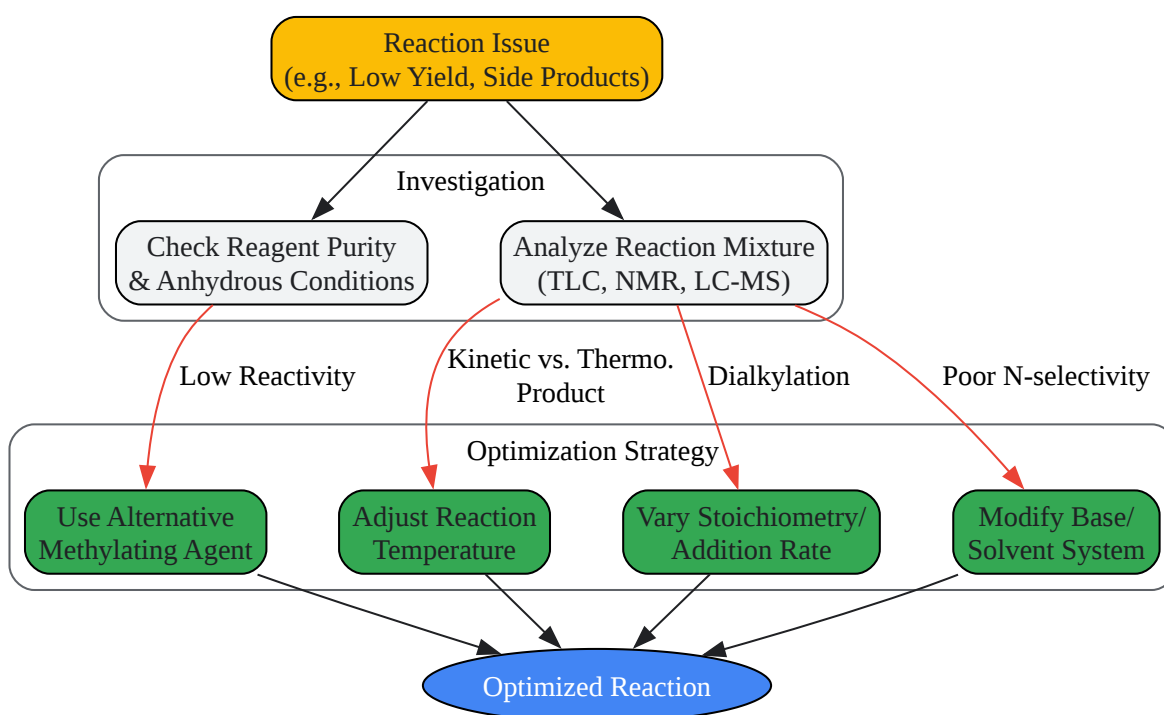 Reaction Issue
(e.g., Low Yield, Side Products)
Investigation
Check Reagent Purity
& Anhydrous Conditions
Analyze Reaction Mixture
(TLC, NMR, LC-MS)
Low Reactivity
Kinetic vs. Thermo.
Product
Dialkylation
Poor N-selectivity
Optimization Strategy
Use Alternative
Methylating Agent
Adjust Reaction
Temperature
Vary Stoichiometry/
Addition Rate
Modify Base/
Solvent System
Optimized Reaction